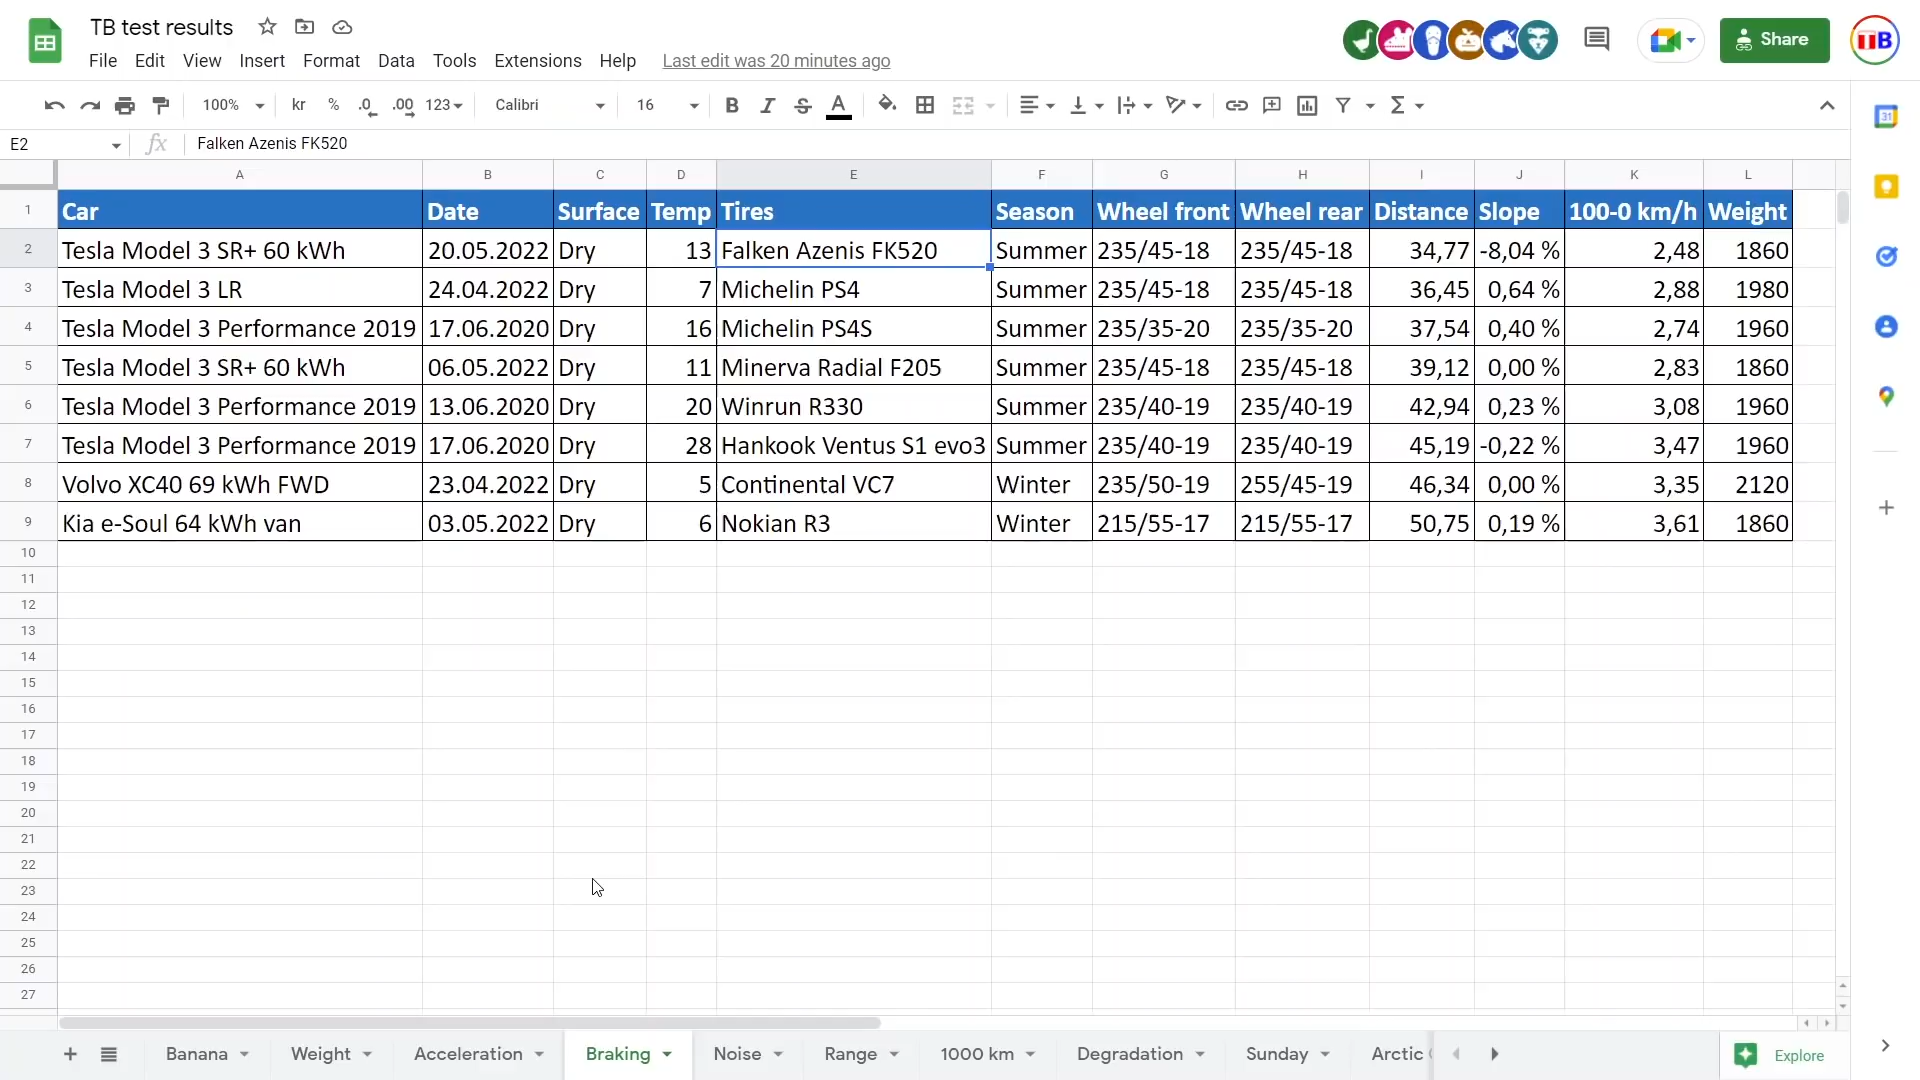 TB test results
Share
TTB
File Edit View Insert Format Data Tools Extensions Help Last edit was 20 minutes ago
100% kr % .0 .00 123 Calibri 16 B I S A
31
E2 fx Falken Azenis FK520
A B C D E F G H I J K L
1 Car Date Surface Temp Tires Season Wheel front Wheel rear Distance Slope 100-0 km/h Weight
2 Tesla Model 3 SR+ 60 kWh 20.05.2022 Dry 13 Falken Azenis FK520 Summer 235/45-18 235/45-18 34,77 -8,04 % 2,48 1860
3 Tesla Model 3 LR 24.04.2022 Dry 7 Michelin PS4 Summer 235/45-18 235/45-18 36,45 0,64 % 2,88 1980
4 Tesla Model 3 Performance 2019 17.06.2020 Dry 16 Michelin PS4S Summer 235/35-20 235/35-20 37,54 0,40 % 2,74 1960
5 Tesla Model 3 SR+ 60 kWh 06.05.2022 Dry 11 Minerva Radial F205 Summer 235/45-18 235/45-18 39,12 0,00 % 2,83 1860
6 Tesla Model 3 Performance 2019 13.06.2020 Dry 20 Winrun R330 Summer 235/40-19 235/40-19 42,94 0,23 % 3,08 1960
7 Tesla Model 3 Performance 2019 17.06.2020 Dry 28 Hankook Ventus S1 evo3 Summer 235/40-19 235/40-19 45,19 -0,22 % 3,47 1960
8 Volvo XC40 69 kWh FWD 23.04.2022 Dry 5 Continental VC7 Winter 235/50-19 255/45-19 46,34 0,00 % 3,35 2120
9 Kia e-Soul 64 kWh van 03.05.2022 Dry 6 Nokian R3 Winter 215/55-17 215/55-17 50,75 0,19 % 3,61 1860
10
11
12
13
14
15
16
17
18
19
20
21
22
23
24
25
26
27
Banana Weight Acceleration Braking Noise Range 1000 km Degradation Sunday Arctic Explore